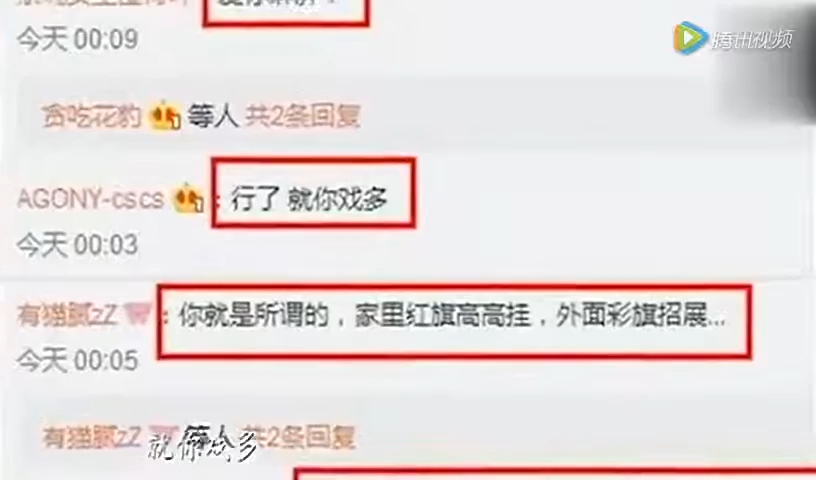 今天 00:09
腾讯视频
贪吃花豹 等人 共2条回复
AGONY-cscs : 行了 就你戏多
今天 00:03
有猫腻zZ : 你就是所谓的，家里红旗高高挂，外面彩旗招展...
今天 00:05
有猫腻zZ 等人 共2条回复
就你戏多